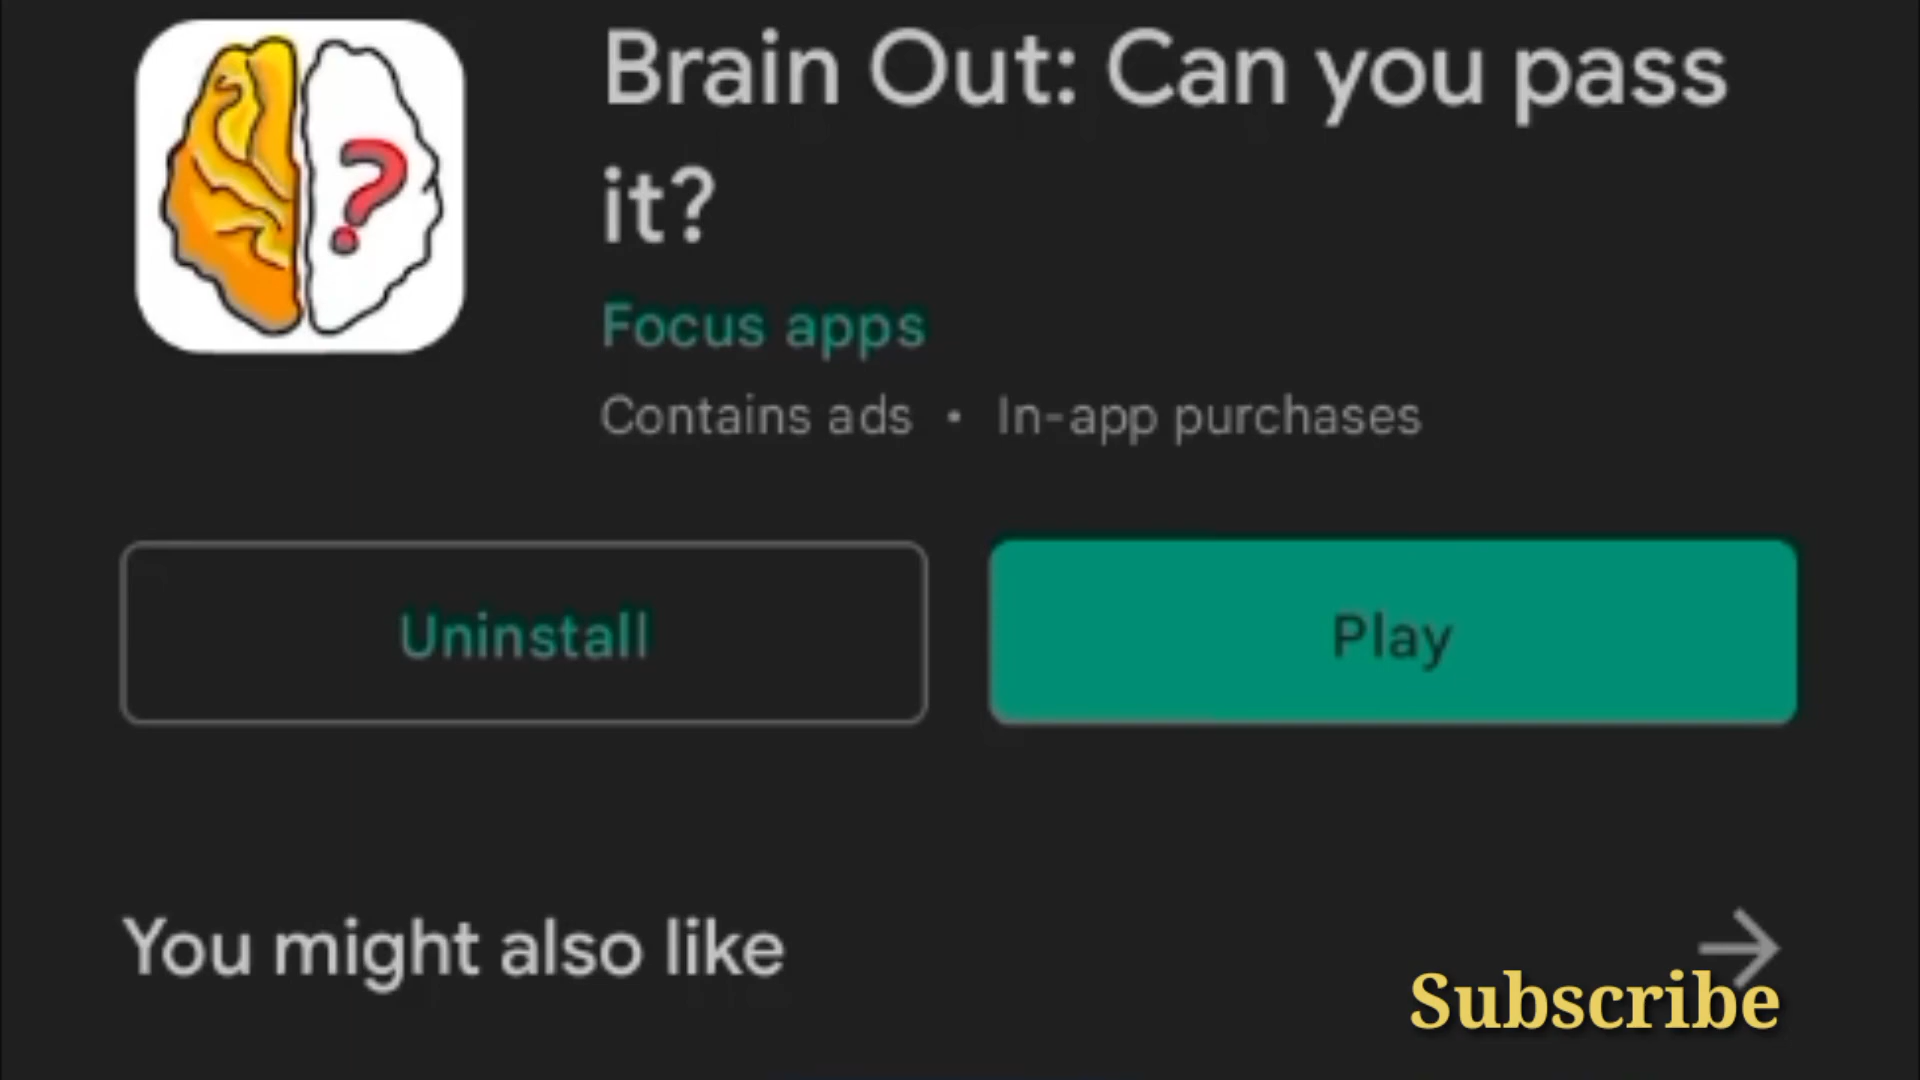 Brain Out: Can you pass
it?
Focus apps
Contains ads • In-app purchases
Uninstall
Play
You might also like
Subscribe